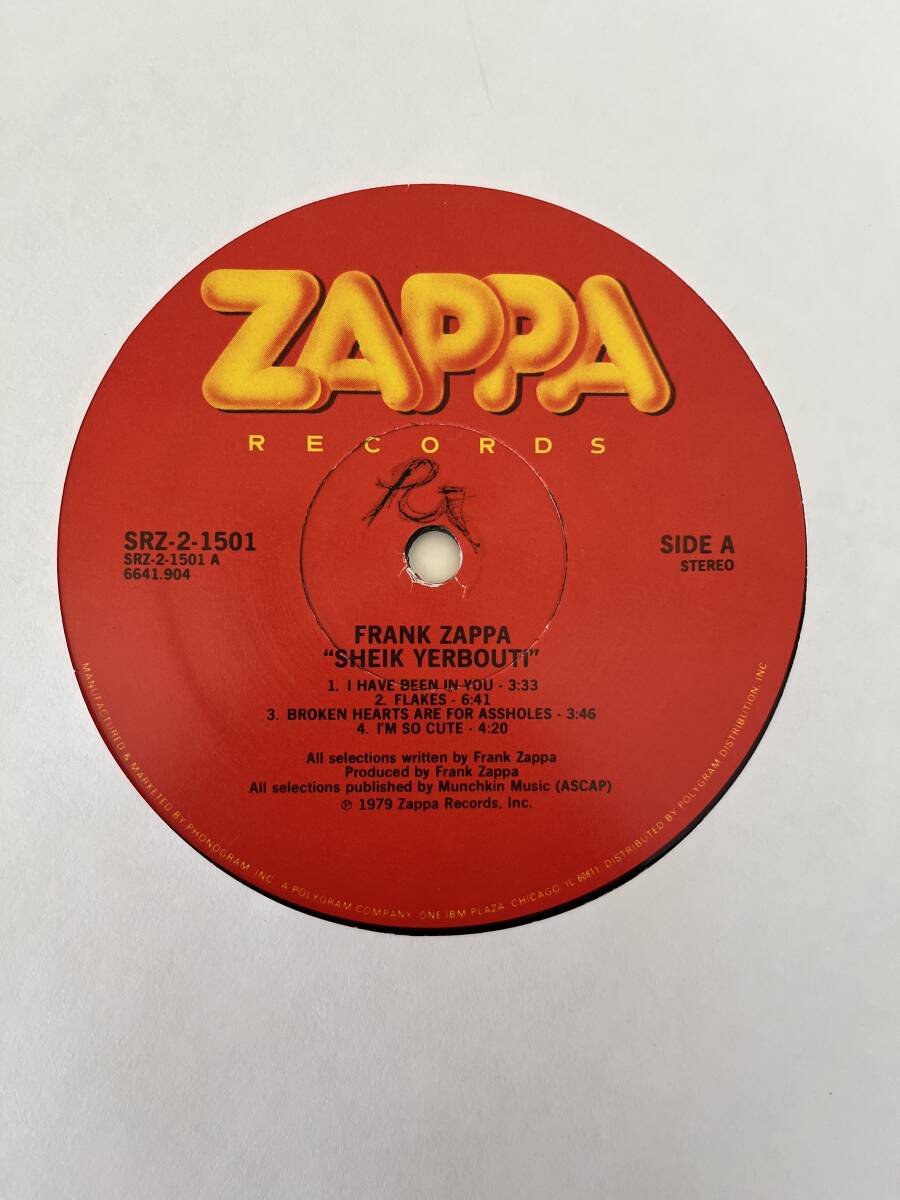 ZAPPA
RECORDS
SRZ-2-1501
SRZ-2-1501 A
6641.904
SIDE A
STEREO
FRANK ZAPPA
“SHEIK YERBOUTI”
1. I HAVE BEEN IN YOU - 3:33
2. FLAKES - 6:41
3. BROKEN HEARTS ARE FOR ASSHOLES - 3:46
4. I'M SO CUTE - 4:20
All selections written by Frank Zappa
Produced by Frank Zappa
All selections published by Munchkin Music (ASCAP)
℗ 1979 Zappa Records, Inc.
MANUFACTURED & MARKETED BY PHONOGRAM, INC. A POLYGRAM COMPANY, ONE IBM PLAZA, CHICAGO, IL 60611. DISTRIBUTED BY POLYGRAM DISTRIBUTION, INC.